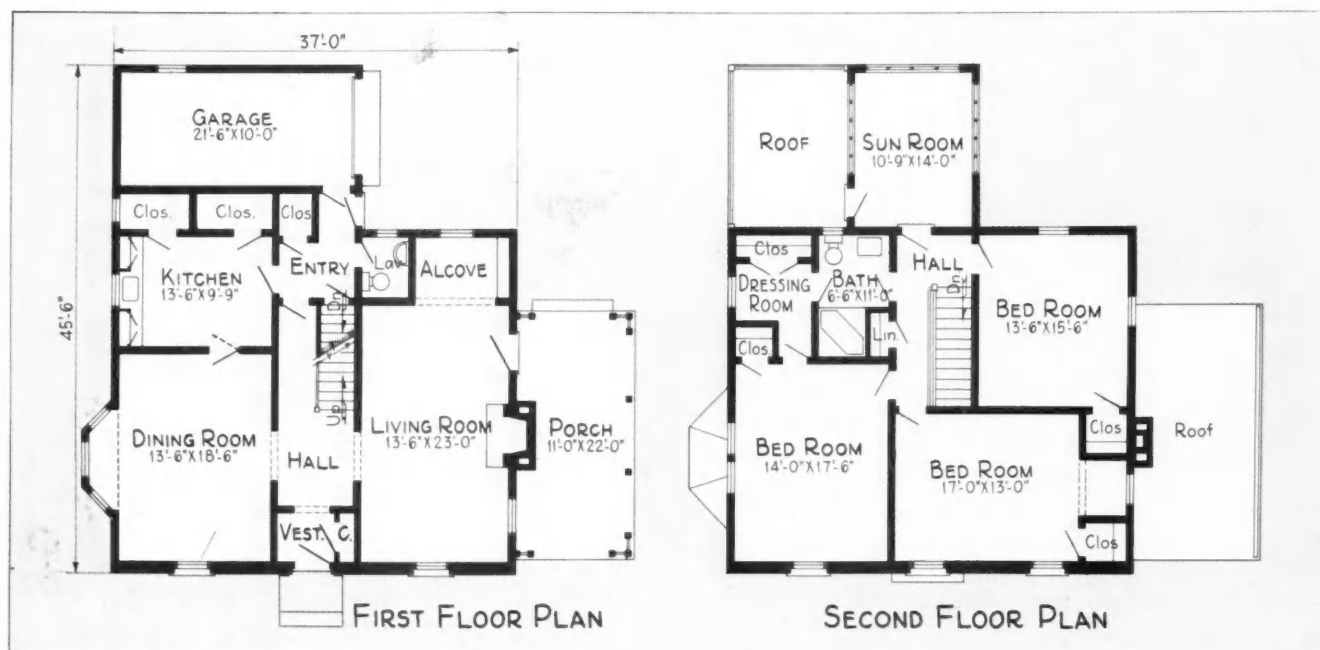 37'-0"
45'-6"
GARAGE
21'-6"X10'-0"
Clos.
Clos.
Clos
KITCHEN
13'-6"X9'-9"
ENTRY
Lav
ALCOVE
Dn
Up
DINING ROOM
13'-6"X18'-6"
HALL
LIVING ROOM
13'-6"X23'-0"
PORCH
11'-0"X22'-0"
VEST.
C.
FIRST FLOOR PLAN
ROOF
SUN ROOM
10'-9"X14'-0"
Clos
DRESSING
ROOM
BATH
6'-6"X11'-0"
HALL
Dn.
Lin.
Clos
BED ROOM
13'-6"X15'-6"
BED ROOM
14'-0"X17'-6"
BED ROOM
17'-0"X13'-0"
Clos
Roof
Clos
SECOND FLOOR PLAN